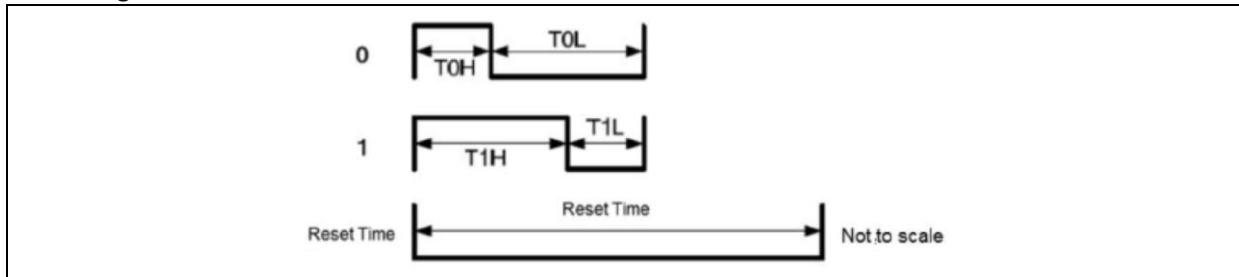 0
T0H
T0L
1
T1H
T1L
Reset Time
Reset Time
Not to scale